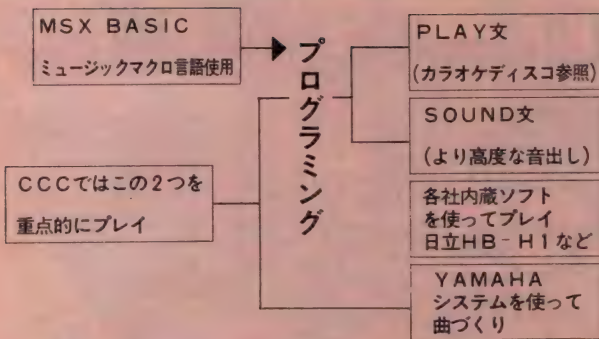 MSX BASIC
ミュージックマクロ言語使用
プログラミング
PLAY文
(カラオケディスコ参照)
SOUND文
(より高度な音出し)
CCCではこの2つを
重点的にプレイ
各社内蔵ソフト
を使ってプレイ
日立HB-H1など
YAMAHA
システムを使って
曲づくり